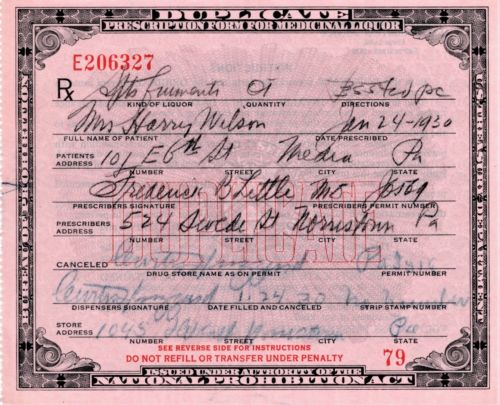 DUPLICATE
PRESCRIPTION FORM FOR MEDICINAL LIQUOR
E206327
Rx Spts Frumenti O†
KIND OF LIQUOR QUANTITY DIRECTIONS
Mrs Harry Wilson Jan 24-1930
FULL NAME OF PATIENT DATE PRESCRIBED
PATIENTS ADDRESS 101 E 6th St Media Pa
NUMBER STREET CITY STATE
Frederick B Little MD
PRESCRIBERS SIGNATURE PRESCRIBERS PERMIT NUMBER
PRESCRIBERS ADDRESS 524 Swede St Norristown Pa
NUMBER STREET CITY STATE
DUPLICATE
CANCELED
DRUG STORE NAME AS ON PERMIT PERMIT NUMBER
DISPENSERS SIGNATURE DATE FILLED AND CANCELED STRIP STAMP NUMBER
STORE ADDRESS Pa
NUMBER STREET CITY STATE
SEE REVERSE SIDE FOR INSTRUCTIONS
DO NOT REFILL OR TRANSFER UNDER PENALTY 79
ISSUED UNDER AUTHORITY OF THE
NATIONAL PROHIBITION ACT